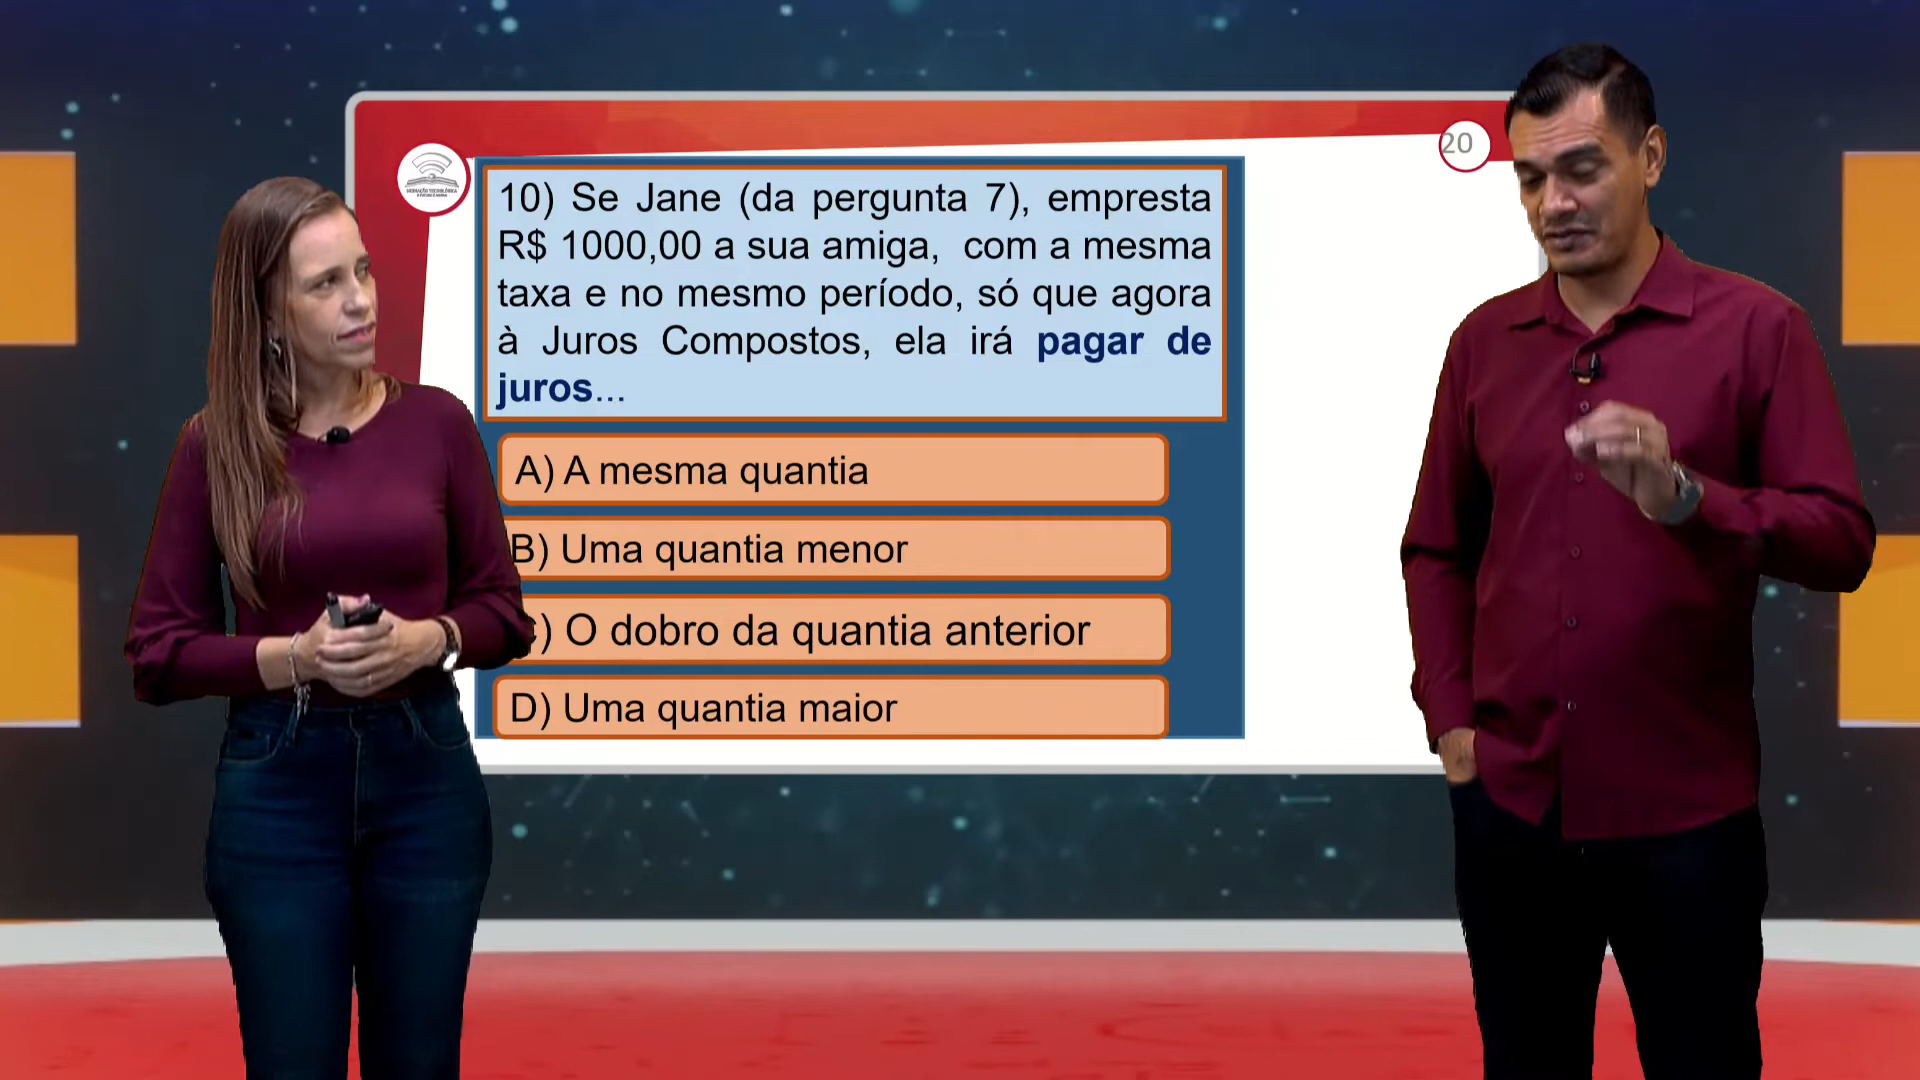 20
10) Se Jane (da pergunta 7), empresta
R$ 1000,00 a sua amiga, com a mesma
taxa e no mesmo período, só que agora
à Juros Compostos, ela irá pagar de
juros...
A) A mesma quantia
B) Uma quantia menor
) O dobro da quantia anterior
D) Uma quantia maior